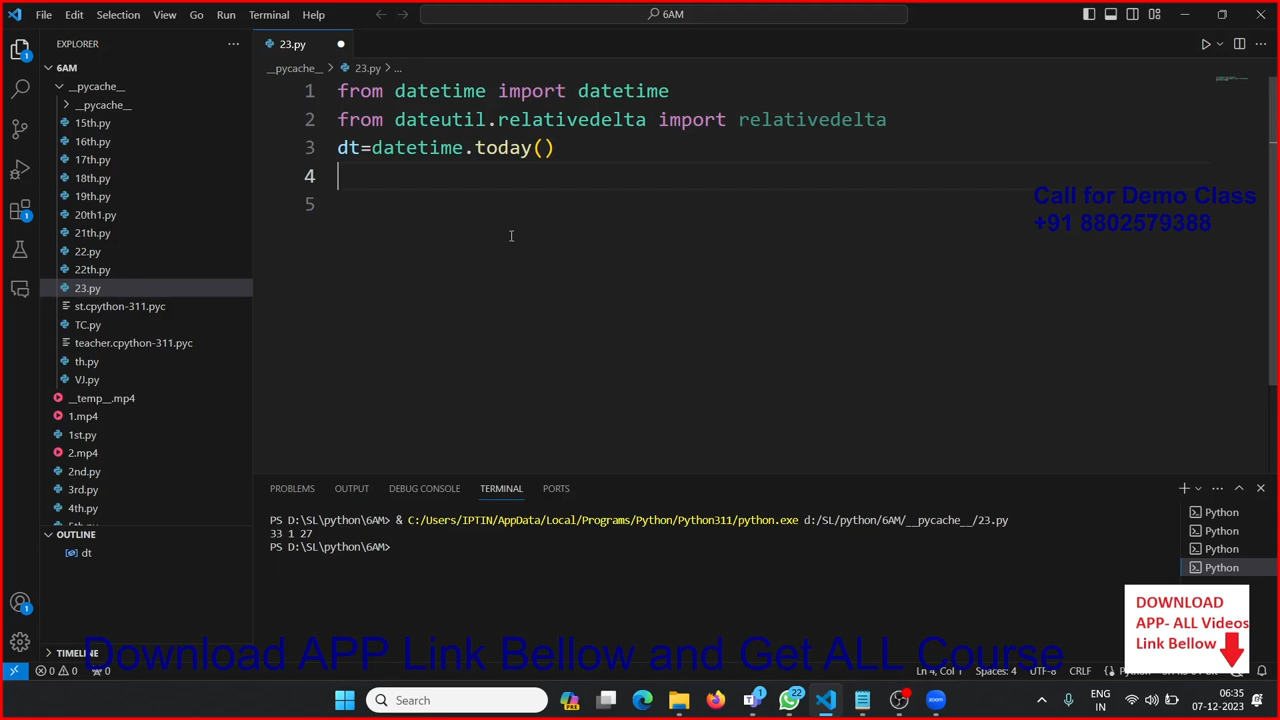 File Edit Selection View Go Run Terminal Help
6AM
EXPLORER
23.py
6AM
__pycache__ > 23.py > ...
__pycache__
__pycache__
15th.py
16th.py
17th.py
18th.py
19th.py
20th1.py
21th.py
22.py
22th.py
23.py
st.cpython-311.pyc
TC.py
teacher.cpython-311.pyc
th.py
VJ.py
__temp__.mp4
1.mp4
1st.py
2.mp4
2nd.py
3rd.py
4th.py
OUTLINE
dt
TIMELINE
1 from datetime import datetime
2 from dateutil.relativedelta import relativedelta
3 dt=datetime.today()
4
5
Call for Demo Class
+91 8802579388
PROBLEMS OUTPUT DEBUG CONSOLE TERMINAL PORTS
PS D:\SL\python\6AM> & C:/Users/IPTIN/AppData/Local/Programs/Python/Python311/python.exe d:/SL/python/6AM/__pycache__/23.py
33 1 27
PS D:\SL\python\6AM>
Python
Python
Python
Python
DOWNLOAD
APP- ALL Videos
Link Bellow
Download APP Link Bellow and Get ALL Course
0 0 0
Ln 4, Col 1 Spaces: 4 UTF-8 CRLF
Search
ENG
IN
06:35
07-12-2023